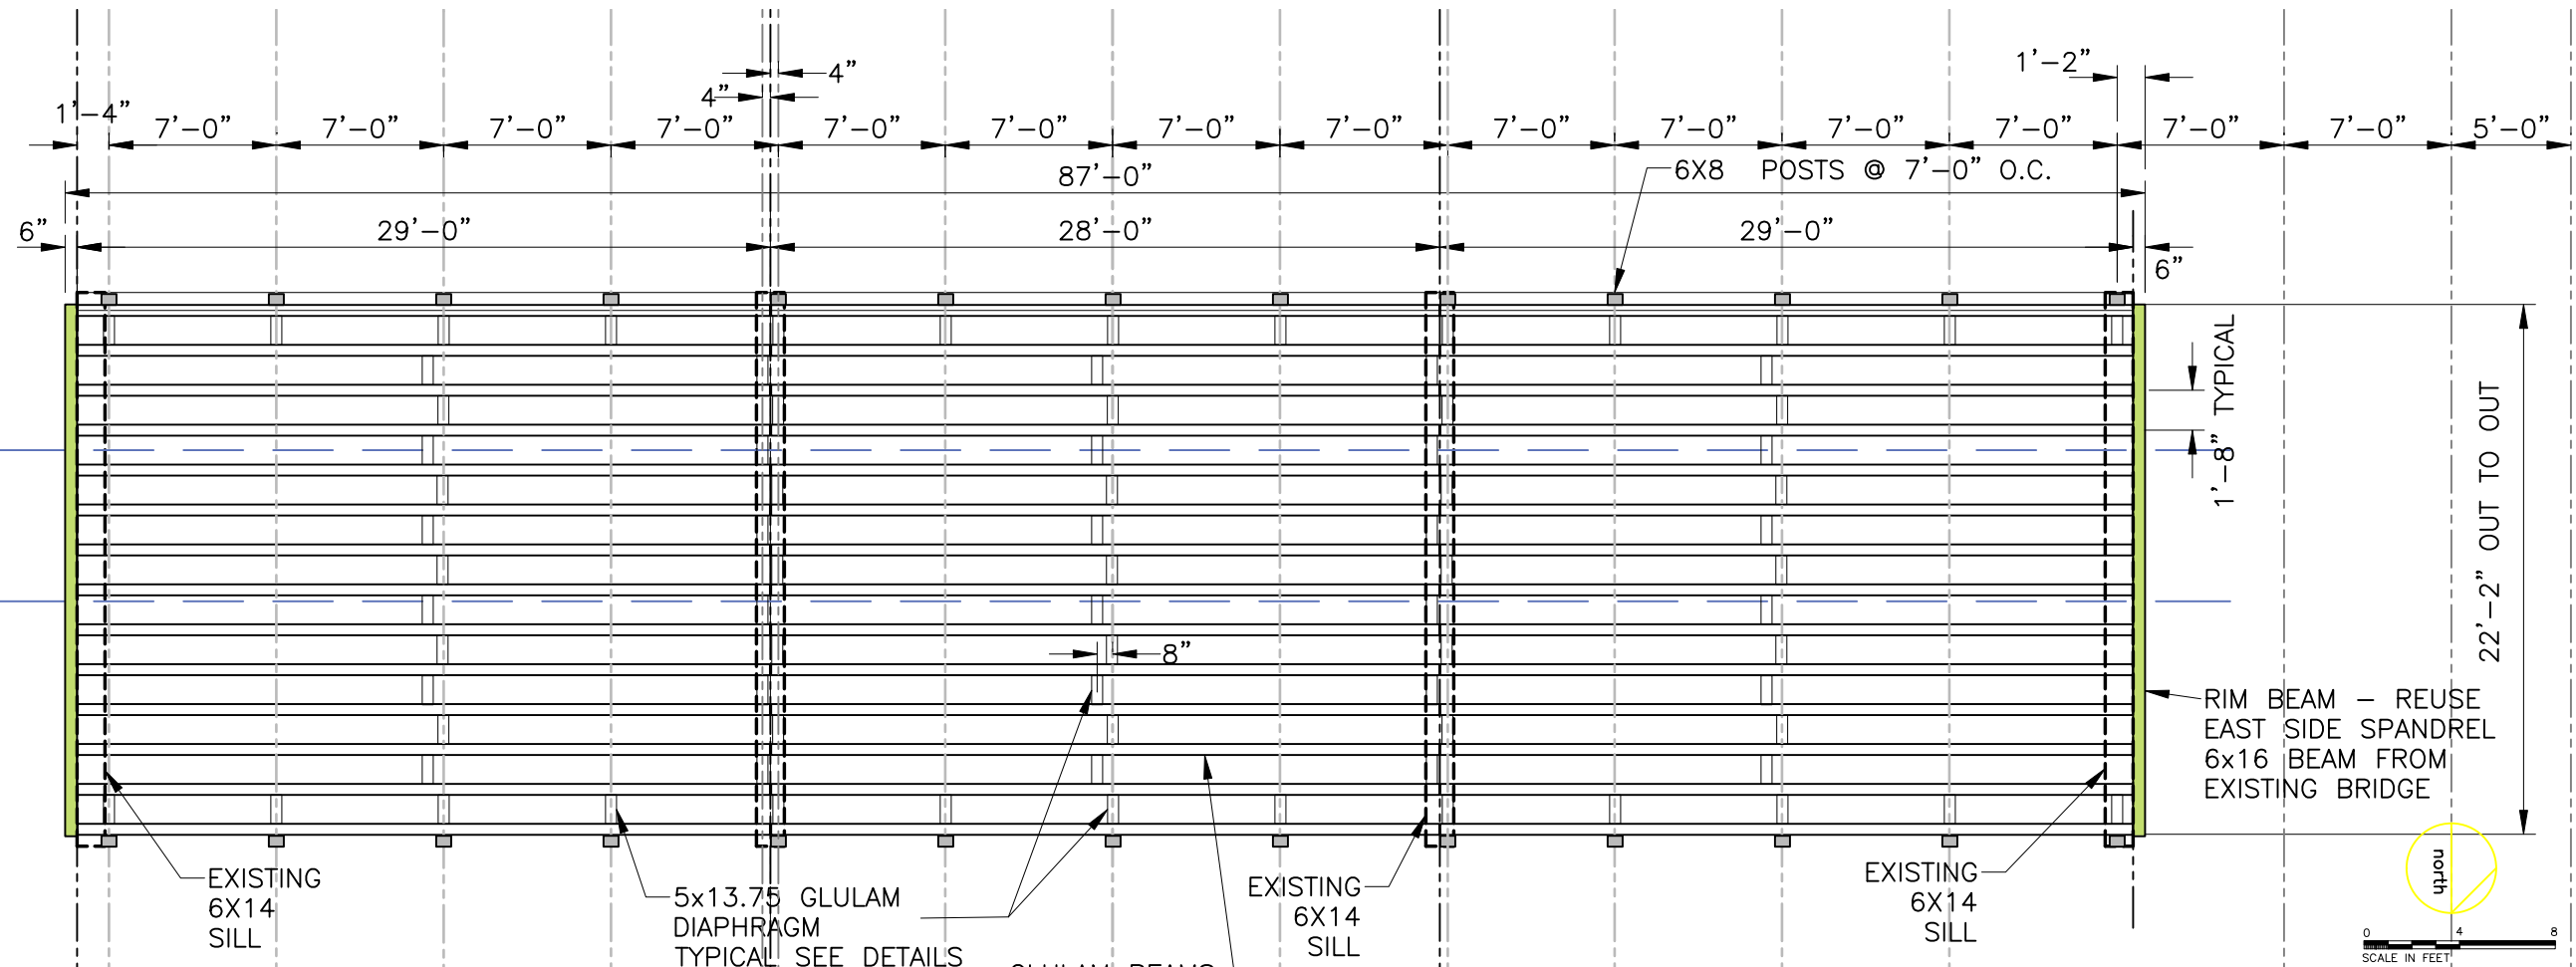 4”
1’-2”
4”
1’-4”
7’-0” 7’-0” 7’-0” 7’-0” 7’-0” 7’-0” 7’-0” 7’-0” 7’-0” 7’-0” 7’-0” 7’-0” 7’-0” 7’-0” 5’-0”
87’-0”
6X8 POSTS @ 7’-0” O.C.
6”
29’-0”
28’-0”
29’-0”
6”
1’-8” TYPICAL
22’-2” OUT TO OUT
8”
RIM BEAM – REUSE
EAST SIDE SPANDREL
6x16 BEAM FROM
EXISTING BRIDGE
EXISTING
6X14
SILL
5x13.75 GLULAM
DIAPHRAGM
TYPICAL SEE DETAILS
GLULAM BEAMS
EXISTING
6X14
SILL
EXISTING
6X14
SILL
north
0 4 8
SCALE IN FEET